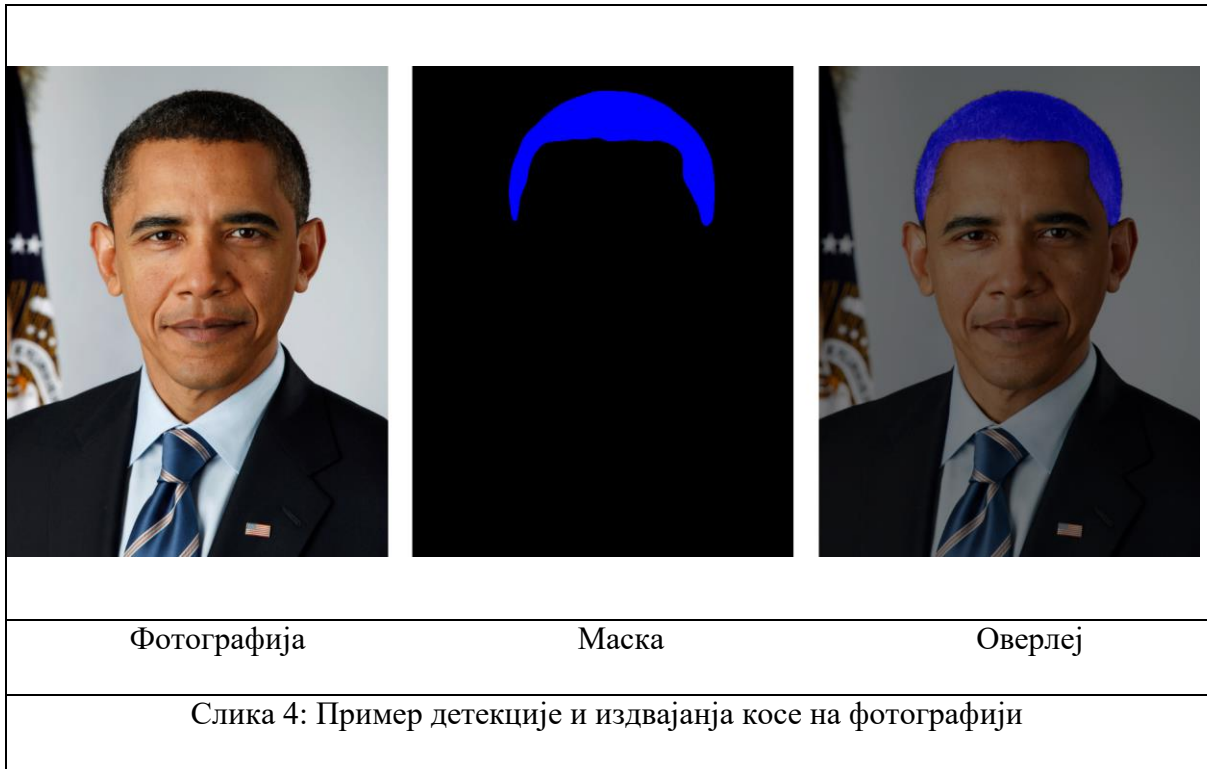 Фотографија
Маска
Оверлеј
Слика 4: Пример детекције и издвајања косе на фотографији